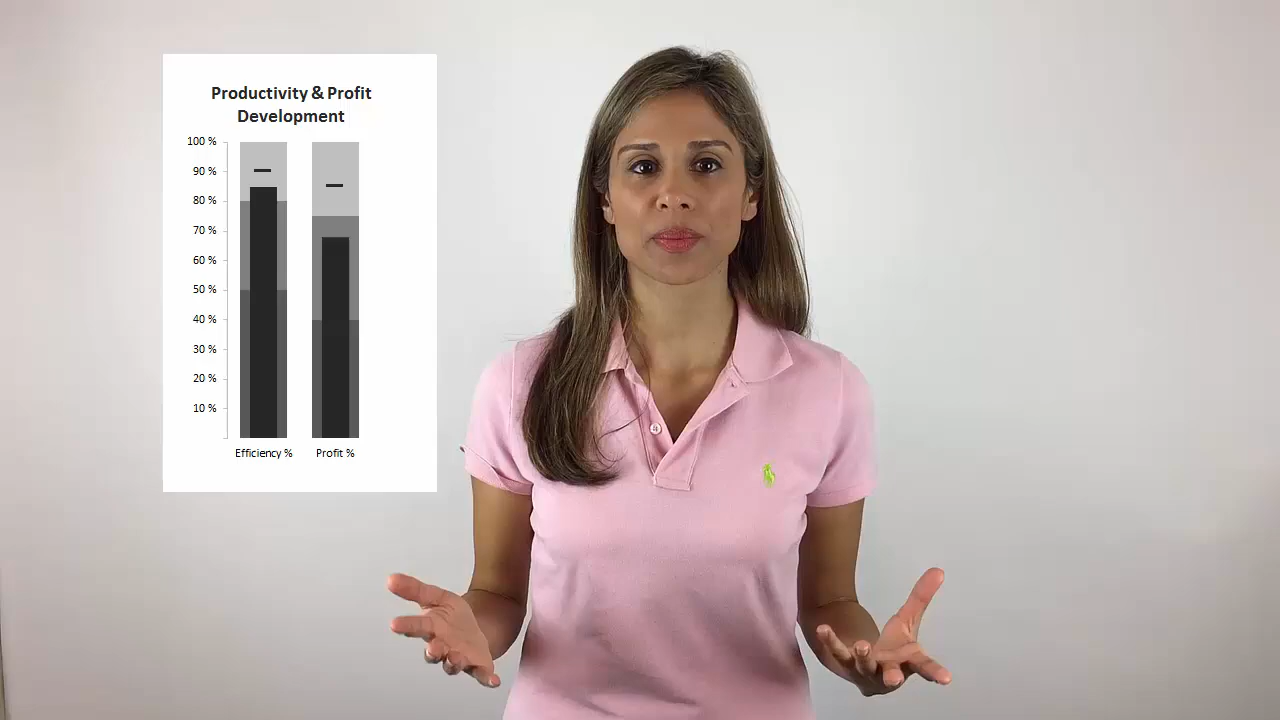 Productivity & Profit
Development
100 %
90 %
80 %
70 %
60 %
50 %
40 %
30 %
20 %
10 %
Efficiency %
Profit %